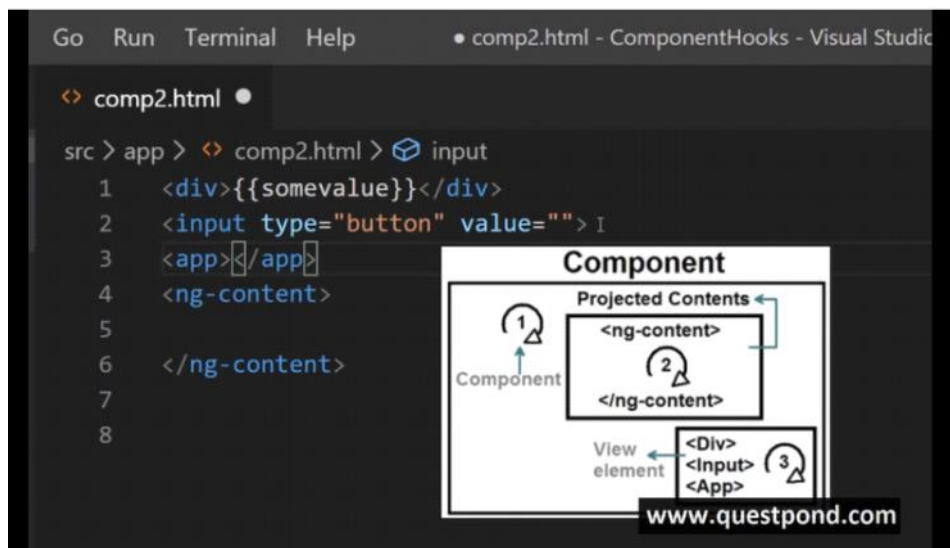 Go Run Terminal Help ● comp2.html - ComponentHooks - Visual Studic
<> comp2.html ●
src > app > <> comp2.html > input
1 <div>{{somevalue}}</div>
2 <input type="button" value="">
3 <app></app>
4 <ng-content>
5
6 </ng-content>
7
8
Component
Projected Contents
1
Component
<ng-content>
2
</ng-content>
View
element
<Div>
<Input>
<App>
3
www.questpond.com